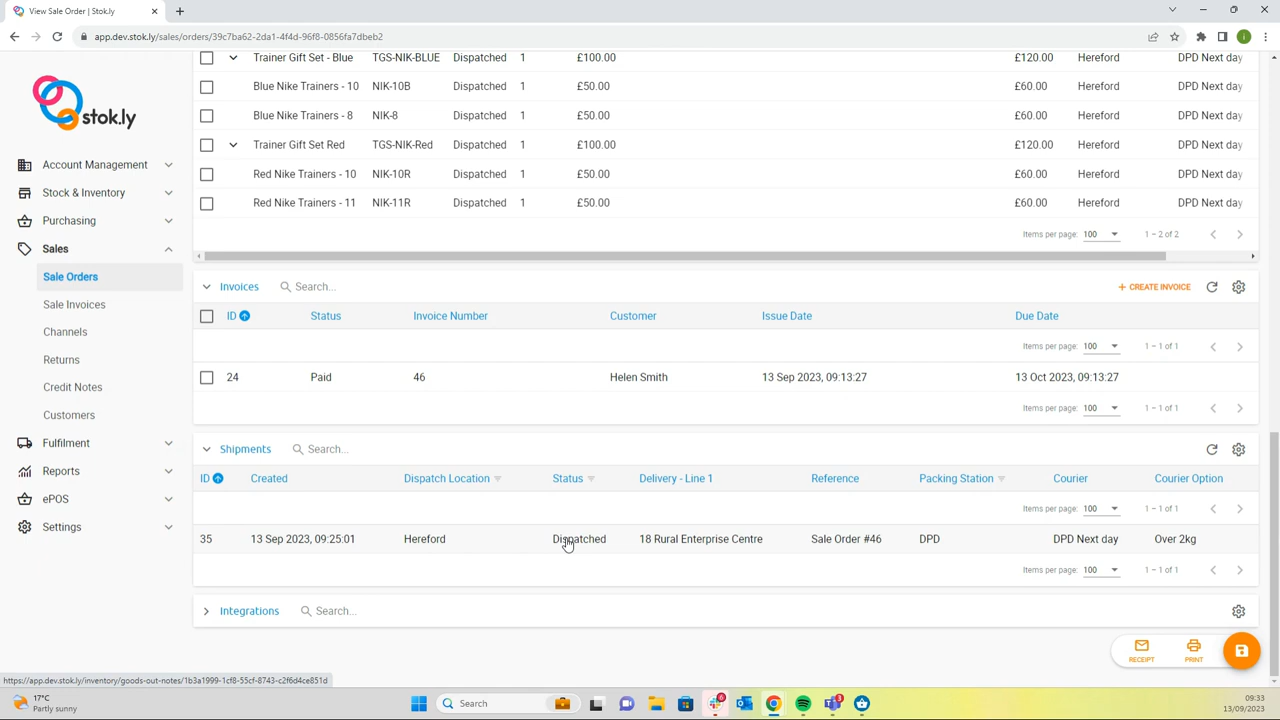 View Sale Order | Stok.ly
app.dev.stok.ly/sales/orders/39c7ba62-2da1-4f4d-96f8-0856fa7dbeb2
stok.ly
Account Management
Stock & Inventory
Purchasing
Sales
Sale Orders
Sale Invoices
Channels
Returns
Credit Notes
Customers
Fulfilment
Reports
ePOS
Settings
Trainer Gift Set - Blue TGS-NIK-BLUE Dispatched 1 £100.00 £120.00 Hereford DPD Next day
Blue Nike Trainers - 10 NIK-10B Dispatched 1 £50.00 £60.00 Hereford DPD Next day
Blue Nike Trainers - 8 NIK-8 Dispatched 1 £50.00 £60.00 Hereford DPD Next day
Trainer Gift Set Red TGS-NIK-Red Dispatched 1 £100.00 £120.00 Hereford DPD Next day
Red Nike Trainers - 10 NIK-10R Dispatched 1 £50.00 £60.00 Hereford DPD Next day
Red Nike Trainers - 11 NIK-11R Dispatched 1 £50.00 £60.00 Hereford DPD Next day
Items per page: 100 1 – 2 of 2
Invoices Search... + CREATE INVOICE
ID Status Invoice Number Customer Issue Date Due Date
Items per page: 100 1 – 1 of 1
24 Paid 46 Helen Smith 13 Sep 2023, 09:13:27 13 Oct 2023, 09:13:27
Items per page: 100 1 – 1 of 1
Shipments Search...
ID Created Dispatch Location Status Delivery - Line 1 Reference Packing Station Courier Courier Option
Items per page: 100 1 – 1 of 1
35 13 Sep 2023, 09:25:01 Hereford Dispatched 18 Rural Enterprise Centre Sale Order #46 DPD DPD Next day Over 2kg
Items per page: 100 1 – 1 of 1
Integrations Search...
RECEIPT PRINT
https://app.dev.stok.ly/inventory/goods-out-notes/1b3a1999-1cf8-55cf-8743-c2f6d4ce851d
17°C
Partly sunny
Search
09:33
13/09/2023